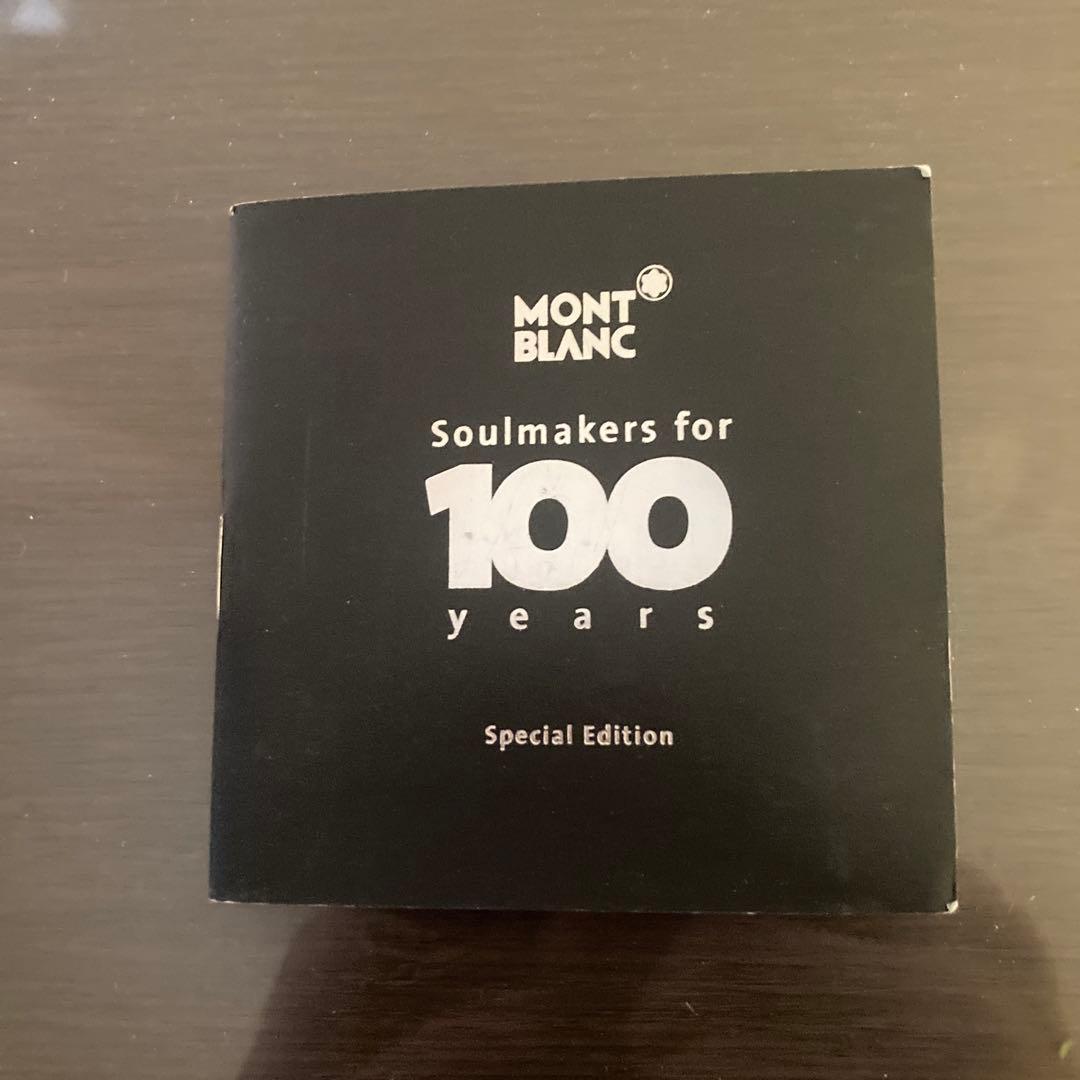 MONT
BLANC
Soulmakers for
100
years
Special Edition